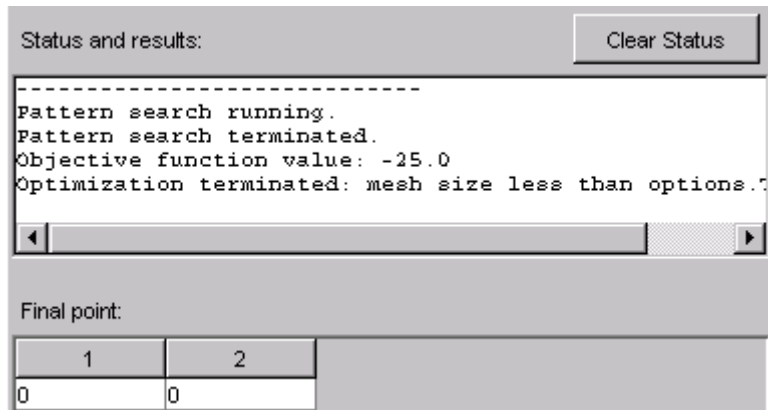 Status and results:
Clear Status
------------------------------
Pattern search running.
Pattern search terminated.
Objective function value: -25.0
Optimization terminated: mesh size less than options.
Final point:
1 2
0 0